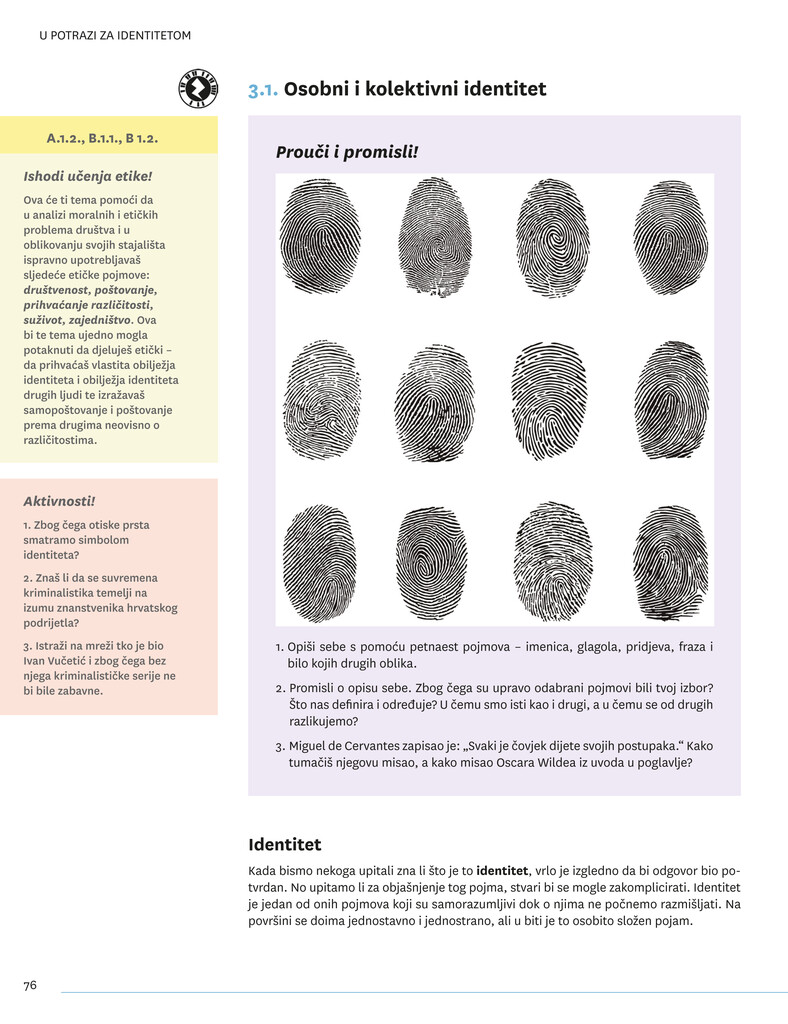 U POTRAZI ZA IDENTITETOM
3.1. Osobni i kolektivni identitet
A.1.2., B.1.1., B 1.2.
Ishodi učenja etike!
Ova će ti tema pomoći da
u analizi moralnih i etičkih
problema društva i u
oblikovanju svojih stajališta
ispravno upotrebljavaš
sljedeće etičke pojmove:
društvenost, poštovanje,
prihvaćanje različitosti,
suživot, zajedništvo. Ova
bi te tema ujedno mogla
potaknuti da djeluješ etički –
da prihvaćaš vlastita obilježja
identiteta i obilježja identiteta
drugih ljudi te izražavaš
samopoštovanje i poštovanje
prema drugima neovisno o
različitostima.
Aktivnosti!
1. Zbog čega otiske prsta
smatramo simbolom
identiteta?
2. Znaš li da se suvremena
kriminalistika temelji na
izumu znanstvenika hrvatskog
podrijetla?
3. Istraži na mreži tko je bio
Ivan Vučetić i zbog čega bez
njega kriminalističke serije ne
bi bile zabavne.
Prouči i promisli!
1. Opiši sebe s pomoću petnaest pojmova – imenica, glagola, pridjeva, fraza i
bilo kojih drugih oblika.
2. Promisli o opisu sebe. Zbog čega su upravo odabrani pojmovi bili tvoj izbor?
Što nas definira i određuje? U čemu smo isti kao i drugi, a u čemu se od drugih
razlikujemo?
3. Miguel de Cervantes zapisao je: „Svaki je čovjek dijete svojih postupaka.“ Kako
tumačiš njegovu misao, a kako misao Oscara Wildea iz uvoda u poglavlje?
Identitet
Kada bismo nekoga upitali zna li što je to identitet, vrlo je izgledno da bi odgovor bio po-
tvrdan. No upitamo li za objašnjenje tog pojma, stvari bi se mogle zakomplicirati. Identitet
je jedan od onih pojmova koji su samorazumljivi dok o njima ne počnemo razmišljati. Na
površini se doima jednostavno i jednostrano, ali u biti je to osobito složen pojam.
76